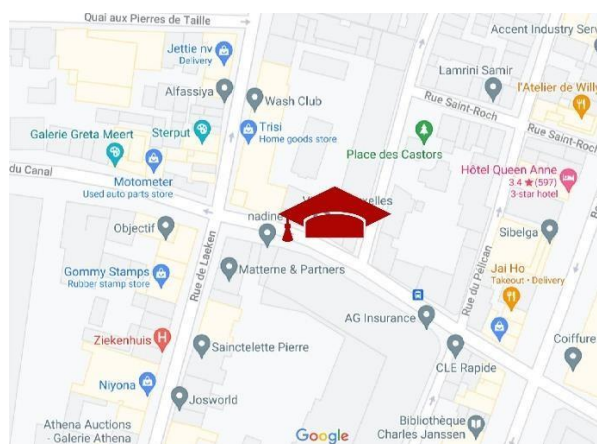 Quai aux Pierres de Taille
Accent Industry Serv
Jettie nv
Delivery
Lamrini Samir
Alfassiya
Wash Club
l'Atelier de Willy
Rue Saint-Roch
Sterput
Trisi
Home goods store
Rue Saint-Roch
Galerie Greta Meert
Place des Castors
du Canal
Motometer
Used auto parts store
Hôtel Queen Anne
3.4 ★ (597)
3-star hotel
nadine
Objectif
Sibelga
Rue de Laeken
Matterne & Partners
Rue du Pélican
Gommy Stamps
Rubber stamp store
Jai Ho
Takeout • Delivery
AG Insurance
Ziekenhuis
Sainctelette Pierre
Coiffure
CLE Rapide
Niyona
Josworld
Athena Auctions
- Galerie Athena
Google
Bibliothèque
Charles Janssen